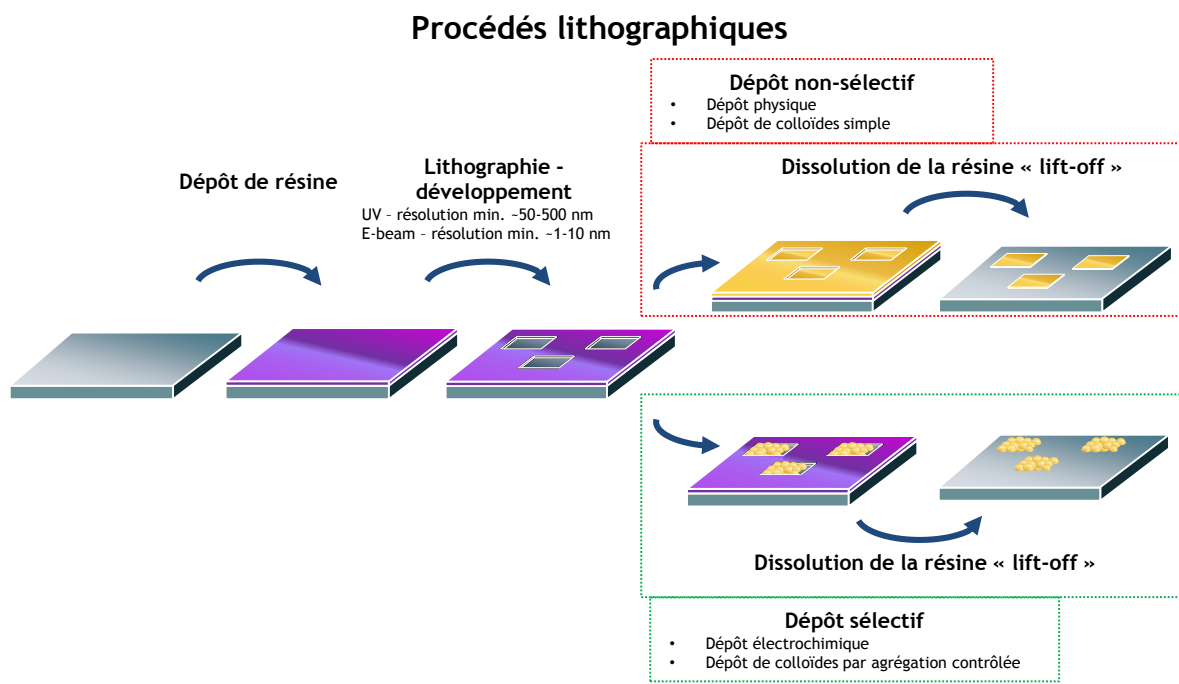 Procédés lithographiques
Dépôt non-sélectif
• Dépôt physique
• Dépôt de colloïdes simple
Dépôt de résine
Lithographie -
développement
UV – résolution min. ~50-500 nm
E-beam – résolution min. ~1-10 nm
Dissolution de la résine « lift-off »
Dissolution de la résine « lift-off »
Dépôt sélectif
• Dépôt électrochimique
• Dépôt de colloïdes par agrégation contrôlée